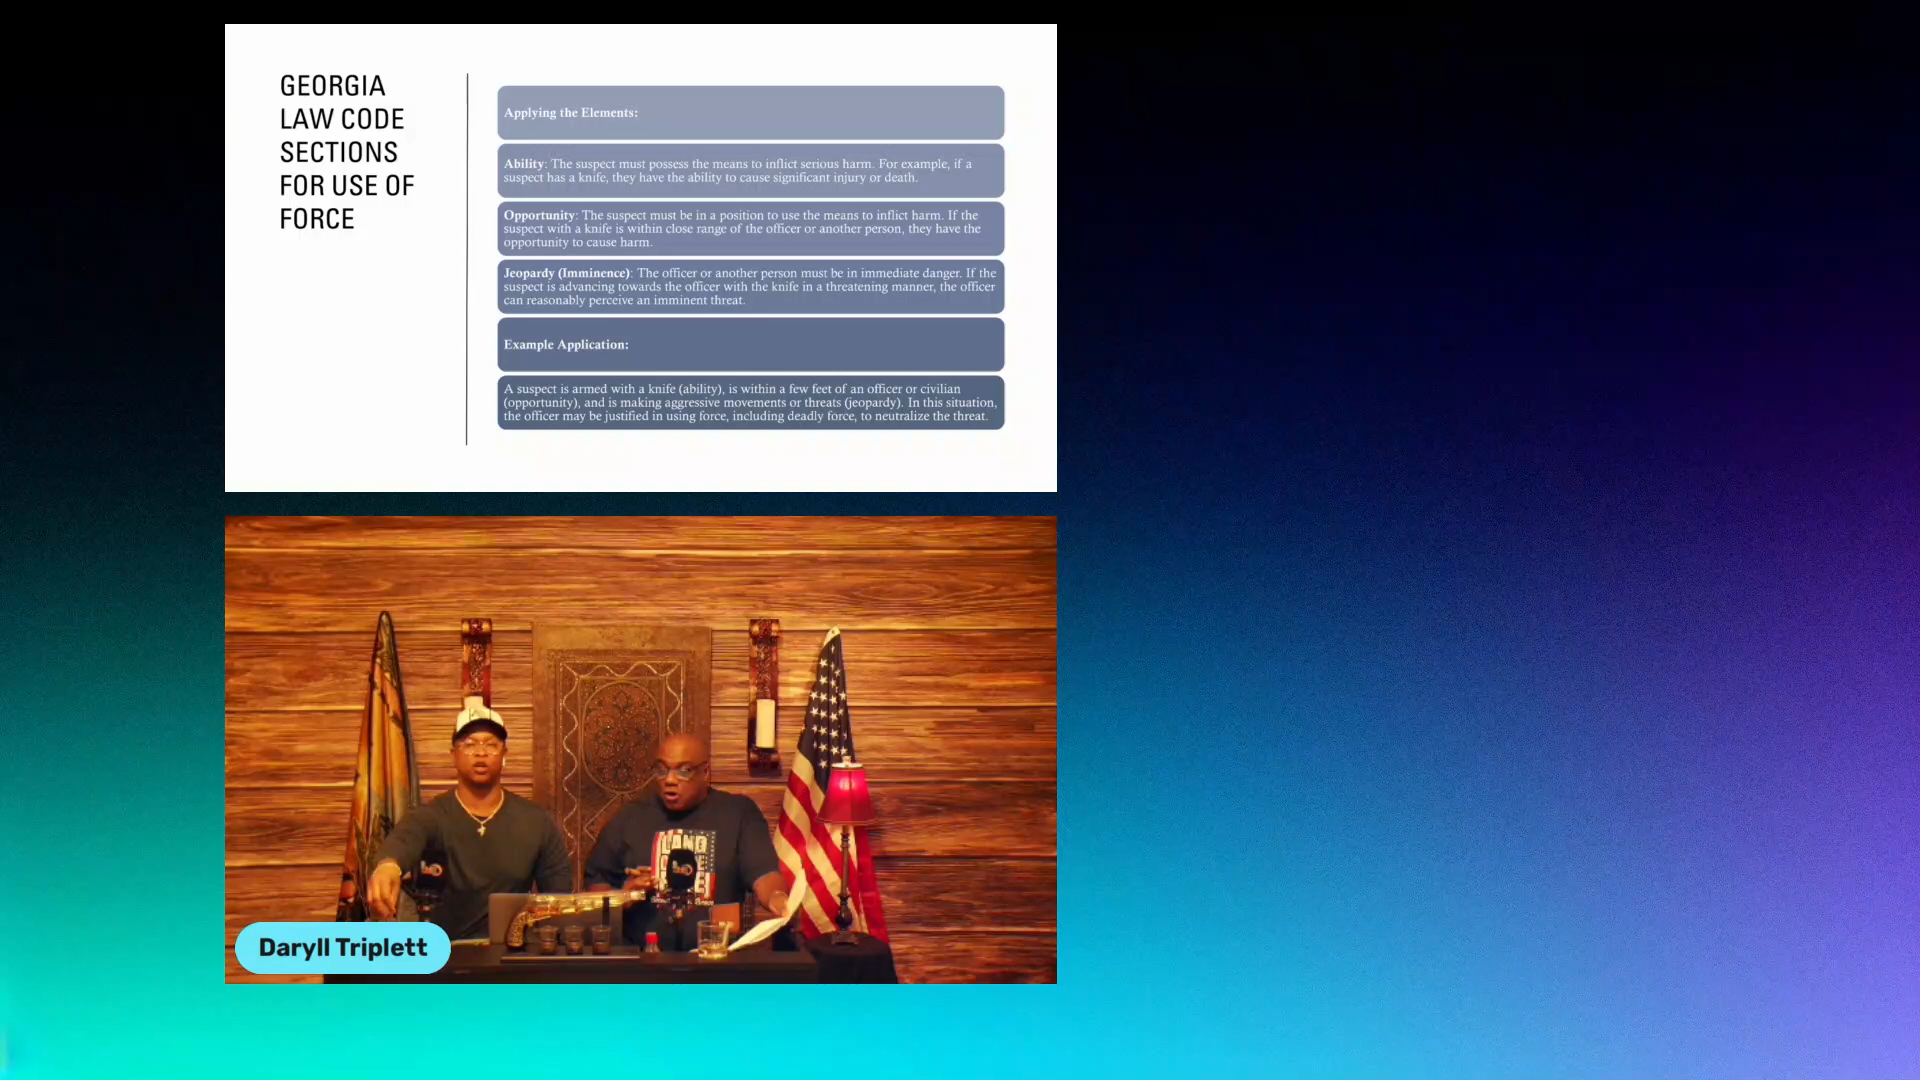 GEORGIA
LAW CODE
SECTIONS
FOR USE OF
FORCE
Applying the Elements:
Ability: The suspect must possess the means to inflict serious harm. For example, if a
suspect has a knife, they have the ability to cause significant injury or death.
Opportunity: The suspect must be in a position to use the means to inflict harm. If the
suspect with a knife is within close range of the officer or another person, they have the
opportunity to cause harm.
Jeopardy (Imminence): The officer or another person must be in immediate danger. If the
suspect is advancing towards the officer with the knife in a threatening manner, the officer
can reasonably perceive an imminent threat.
Example Application:
A suspect is armed with a knife (ability), is within a few feet of an officer or civilian
(opportunity), and is making aggressive movements or threats (jeopardy). In this situation,
the officer may be justified in using force, including deadly force, to neutralize the threat.
Daryll Triplett